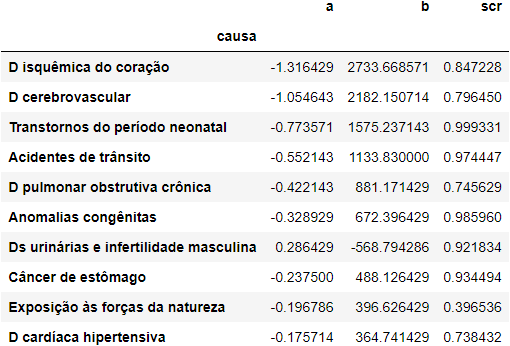 a b scr
causa
D isquêmica do coração -1.316429 2733.668571 0.847228
D cerebrovascular -1.054643 2182.150714 0.796450
Transtornos do período neonatal -0.773571 1575.237143 0.999331
Acidentes de trânsito -0.552143 1133.830000 0.974447
D pulmonar obstrutiva crônica -0.422143 881.171429 0.745629
Anomalias congênitas -0.328929 672.396429 0.985960
Ds urinárias e infertilidade masculina 0.286429 -568.794286 0.921834
Câncer de estômago -0.237500 488.126429 0.934494
Exposição às forças da natureza -0.196786 396.626429 0.396536
D cardíaca hipertensiva -0.175714 364.741429 0.738432